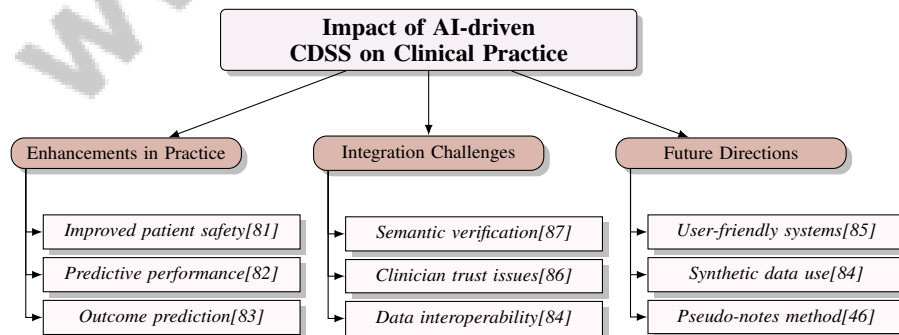 Impact of AI-driven
CDSS on Clinical Practice
Enhancements in Practice
Integration Challenges
Future Directions
Improved patient safety[81]
Semantic verification[87]
User-friendly systems[85]
Predictive performance[82]
Clinician trust issues[86]
Synthetic data use[84]
Outcome prediction[83]
Data interoperability[84]
Pseudo-notes method[46]